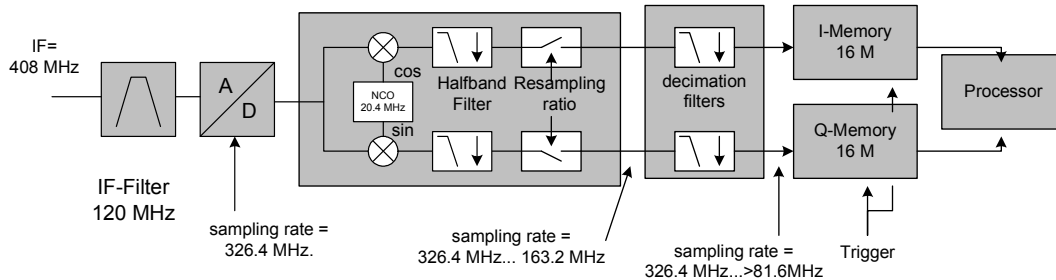 IF=
408 MHz
A
D
IF-Filter
120 MHz
sampling rate =
326.4 MHz.
cos
NCO
20.4 MHz
sin
Halfband
Filter
Resampling
ratio
sampling rate =
326.4 MHz... 163.2 MHz
decimation
filters
sampling rate =
326.4 MHz...>81.6MHz
I-Memory
16 M
Q-Memory
16 M
Trigger
Processor